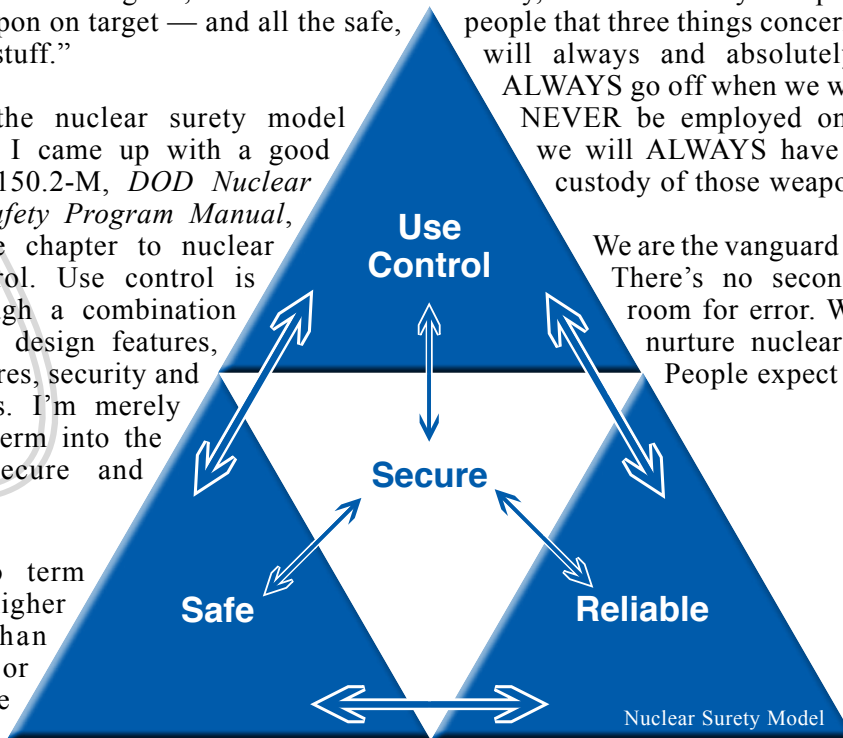 pon on target — and all the safe,
stuff.”
the nuclear surety model
I came up with a good
150.2-M, DOD Nuclear
afety Program Manual,
e chapter to nuclear
rol. Use control is
gh a combination
design features,
res, security and
s. I’m merely
erm into the
ecure and
o term
igher
han
or
e
people that three things concer
will always and absolutely
ALWAYS go off when we w
NEVER be employed on
we will ALWAYS have
custody of those weapo
We are the vanguard
There’s no secon
room for error. W
nurture nuclear
People expect
Use
Control
Secure
Safe
Reliable
Nuclear Surety Model